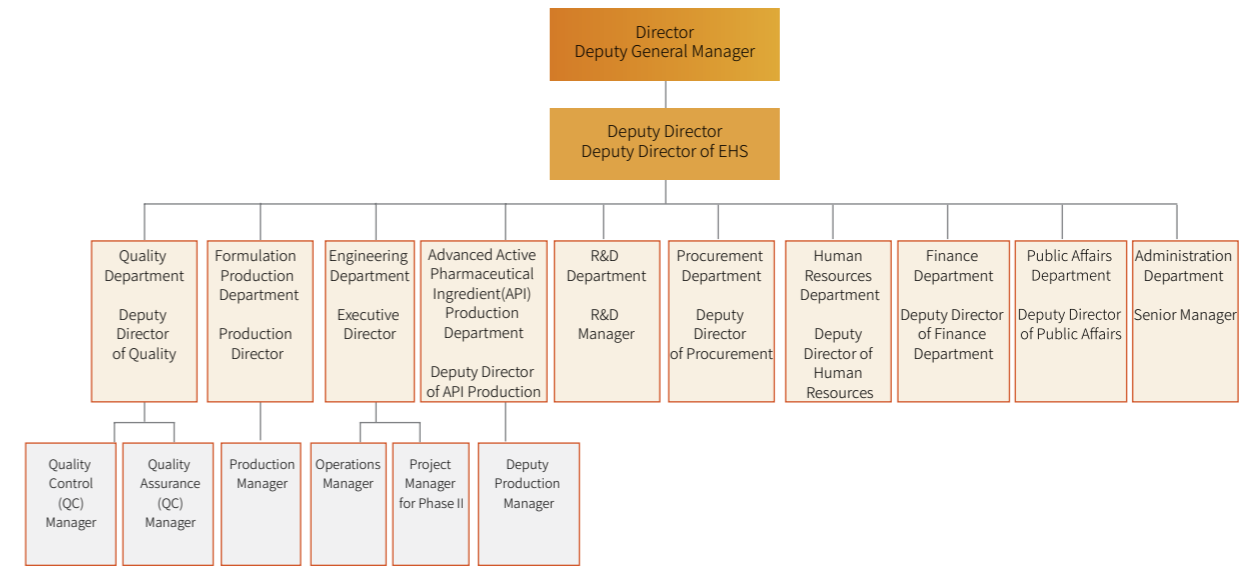 Director
Deputy General Manager
Deputy Director
Deputy Director of EHS
Quality
Department
Deputy
Director
of Quality
Formulation
Production
Department
Production
Director
Engineering
Department
Executive
Director
Advanced Active
Pharmaceutical
Ingredient(API)
Production
Department
Deputy Director
of API Production
R&D
Department
R&D
Manager
Procurement
Department
Deputy
Director
of Procurement
Human
Resources
Department
Deputy
Director of
Human
Resources
Finance
Department
Deputy Director
of Finance
Department
Public Affairs
Department
Deputy Director
of Public Affairs
Administration
Department
Senior Manager
Quality
Control
(QC)
Manager
Quality
Assurance
(QC)
Manager
Production
Manager
Operations
Manager
Project
Manager
for Phase II
Deputy
Production
Manager